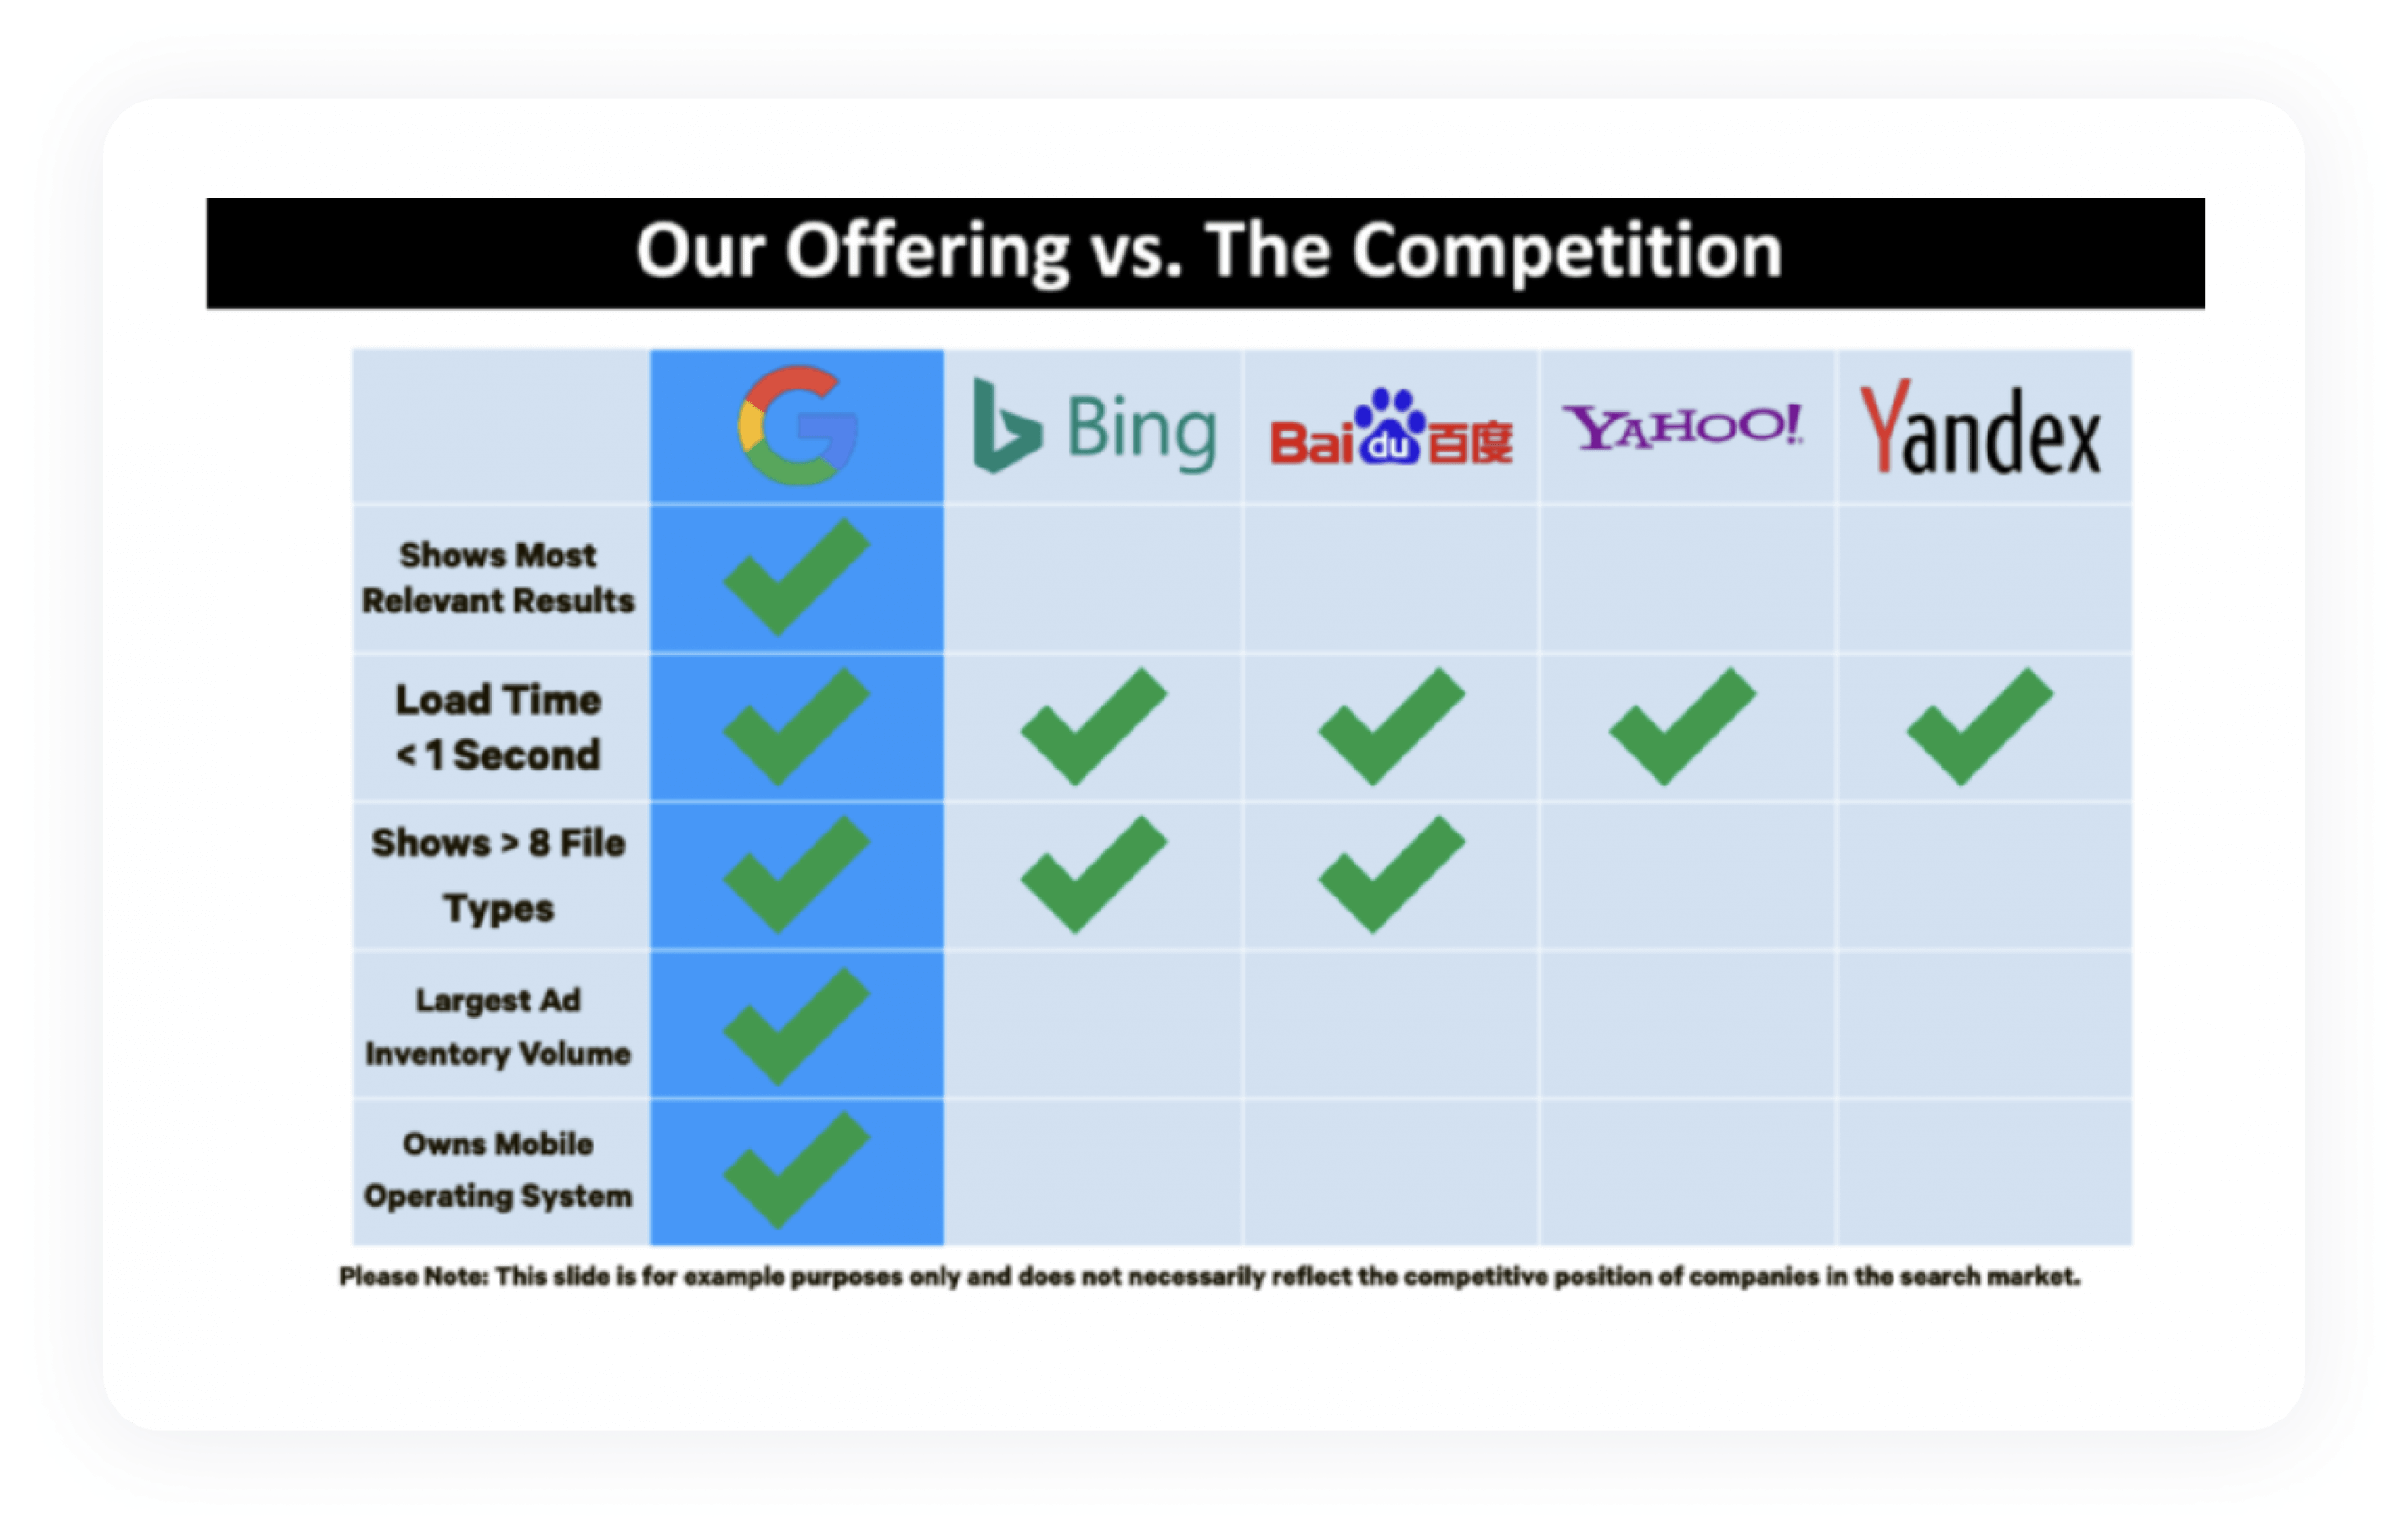 Our Offering vs. The Competition
G Bing Bai du 百度 YAHOO! Yandex
Shows Most
Relevant Results
Load Time
< 1 Second
Shows > 8 File
Types
Largest Ad
Inventory Volume
Owns Mobile
Operating System
Please Note: This slide is for example purposes only and does not necessarily reflect the competitive position of companies in the search market.